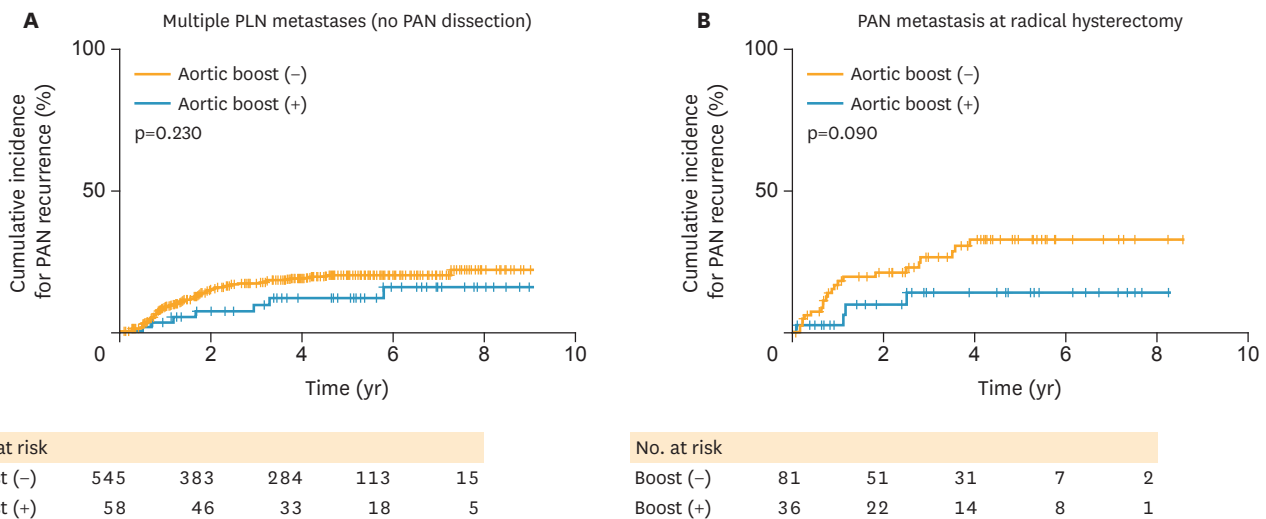 A Multiple PLN metastases (no PAN dissection)
Cumulative incidence
for PAN recurrence (%)
100
50
0 2 4 6 8 10
Aortic boost (−)
Aortic boost (+)
p=0.230
Time (yr)
at risk
st (−) 545 383 284 113 15
st (+) 58 46 33 18 5
B PAN metastasis at radical hysterectomy
Cumulative incidence
for PAN recurrence (%)
100
50
0 2 4 6 8 10
Aortic boost (−)
Aortic boost (+)
p=0.090
Time (yr)
No. at risk
Boost (−) 81 51 31 7 2
Boost (+) 36 22 14 8 1